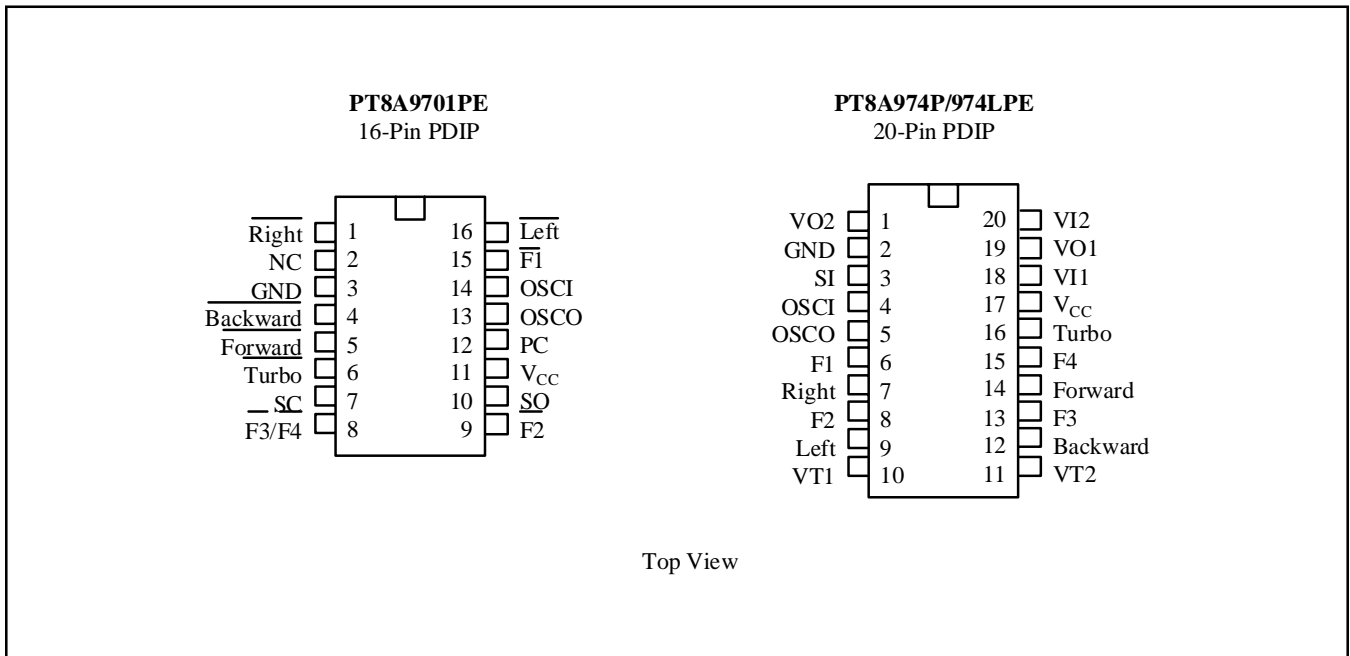 PT8A9701PE
16-Pin PDIP
Right 1 16 Left
NC 2 15 F1
GND 3 14 OSCI
Backward 4 13 OSCO
Forward 5 12 PC
Turbo 6 11 VCC
SC 7 10 SO
F3/F4 8 9 F2
PT8A974P/974LPE
20-Pin PDIP
VO2 1 20 VI2
GND 2 19 VO1
SI 3 18 VI1
OSCI 4 17 VCC
OSCO 5 16 Turbo
F1 6 15 F4
Right 7 14 Forward
F2 8 13 F3
Left 9 12 Backward
VT1 10 11 VT2
Top View